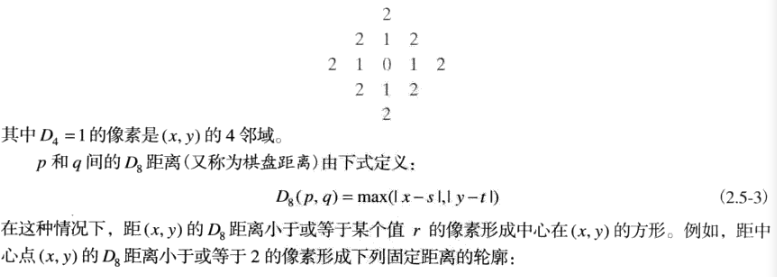 2
2 1 2
2 1 0 1 2
2 1 2
2
其中 D₄ =1的像素是(x, y) 的 4 邻域。
p 和 q 间的 D₈ 距离(又称为棋盘距离)由下式定义：
D₈(p, q) = max(| x − s |,| y − t |) (2.5-3)
在这种情况下，距(x, y) 的 D₈ 距离小于或等于某个值 r 的像素形成中心在(x, y) 的方形。例如，距中
心点(x, y) 的 D₈ 距离小于或等于 2 的像素形成下列固定距离的轮廓：